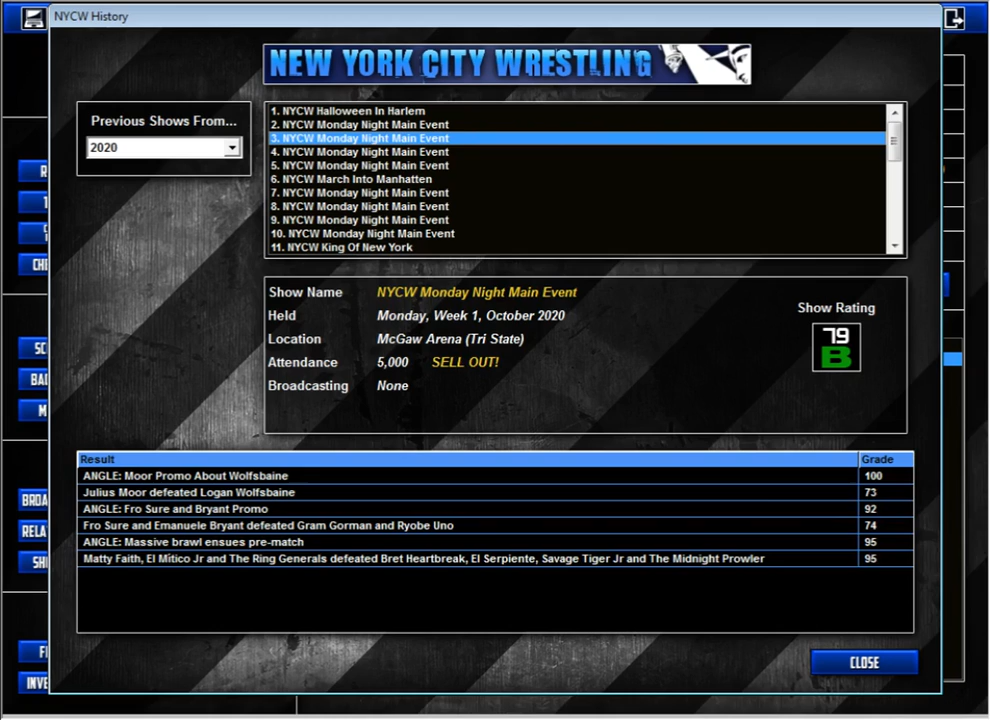 NYCW History
NEW YORK CITY WRESTLING
Previous Shows From...
2020
1. NYCW Halloween In Harlem
2. NYCW Monday Night Main Event
3. NYCW Monday Night Main Event
4. NYCW Monday Night Main Event
5. NYCW Monday Night Main Event
6. NYCW March Into Manhatten
7. NYCW Monday Night Main Event
8. NYCW Monday Night Main Event
9. NYCW Monday Night Main Event
10. NYCW Monday Night Main Event
11. NYCW King Of New York
Show Name NYCW Monday Night Main Event
Held Monday, Week 1, October 2020
Location McGaw Arena (Tri State)
Attendance 5,000 SELL OUT!
Broadcasting None
Show Rating
79
B
Result Grade
ANGLE: Moor Promo About Wolfsbaine 100
Julius Moor defeated Logan Wolfsbaine 73
ANGLE: Fro Sure and Bryant Promo 92
Fro Sure and Emanuele Bryant defeated Gram Gorman and Ryobe Uno 74
ANGLE: Massive brawl ensues pre-match 95
Matty Faith, El Mítico Jr and The Ring Generals defeated Bret Heartbreak, El Serpiente, Savage Tiger Jr and The Midnight Prowler 95
CLOSE